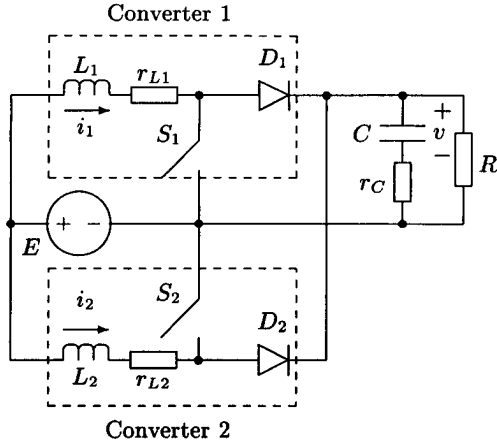 Converter 1
L1 rL1 D1
i1 S1
C + v − R
rC
E + −
i2 S2 D2
L2 rL2
Converter 2